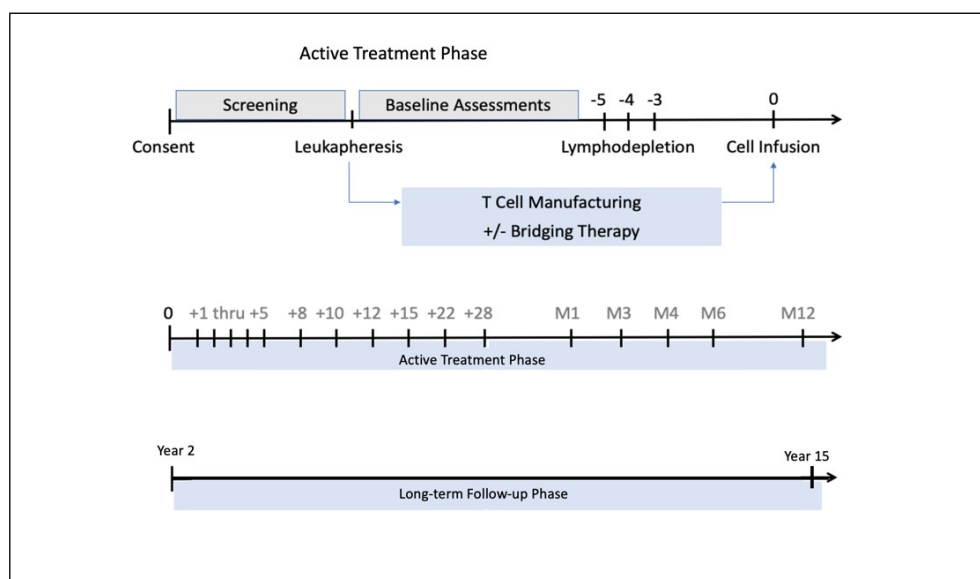 Active Treatment Phase
Screening Baseline Assessments -5 -4 -3 0
Consent Leukapheresis Lymphodepletion Cell Infusion
T Cell Manufacturing
+/- Bridging Therapy
0 +1 thru +5 +8 +10 +12 +15 +22 +28 M1 M3 M4 M6 M12
Active Treatment Phase
Year 2 Year 15
Long-term Follow-up Phase